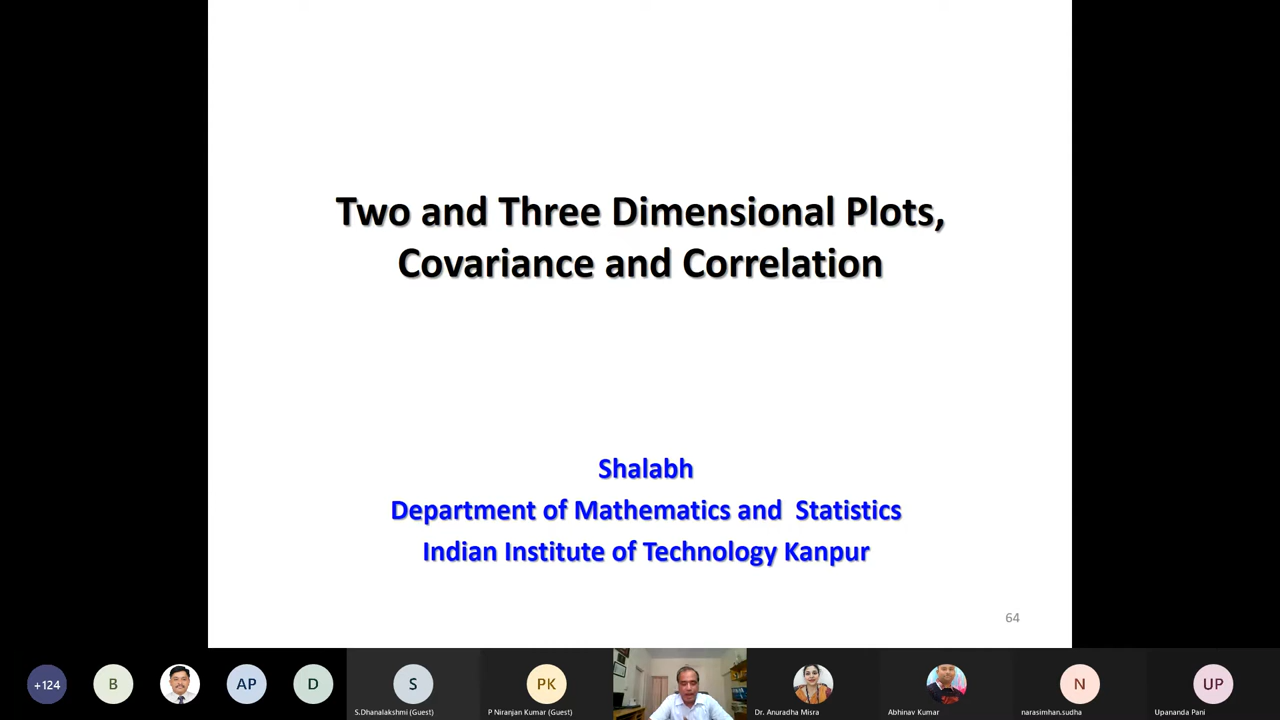 Two and Three Dimensional Plots,
Covariance and Correlation
Shalabh
Department of Mathematics and Statistics
Indian Institute of Technology Kanpur
64
+124
B
AP
D
S
PK
N
UP
S.Dhanalakshmi (Guest)
P Niranjan Kumar (Guest)
Dr. Anuradha Misra
Abhinav Kumar
narasimhan.sudha
Upananda Pani